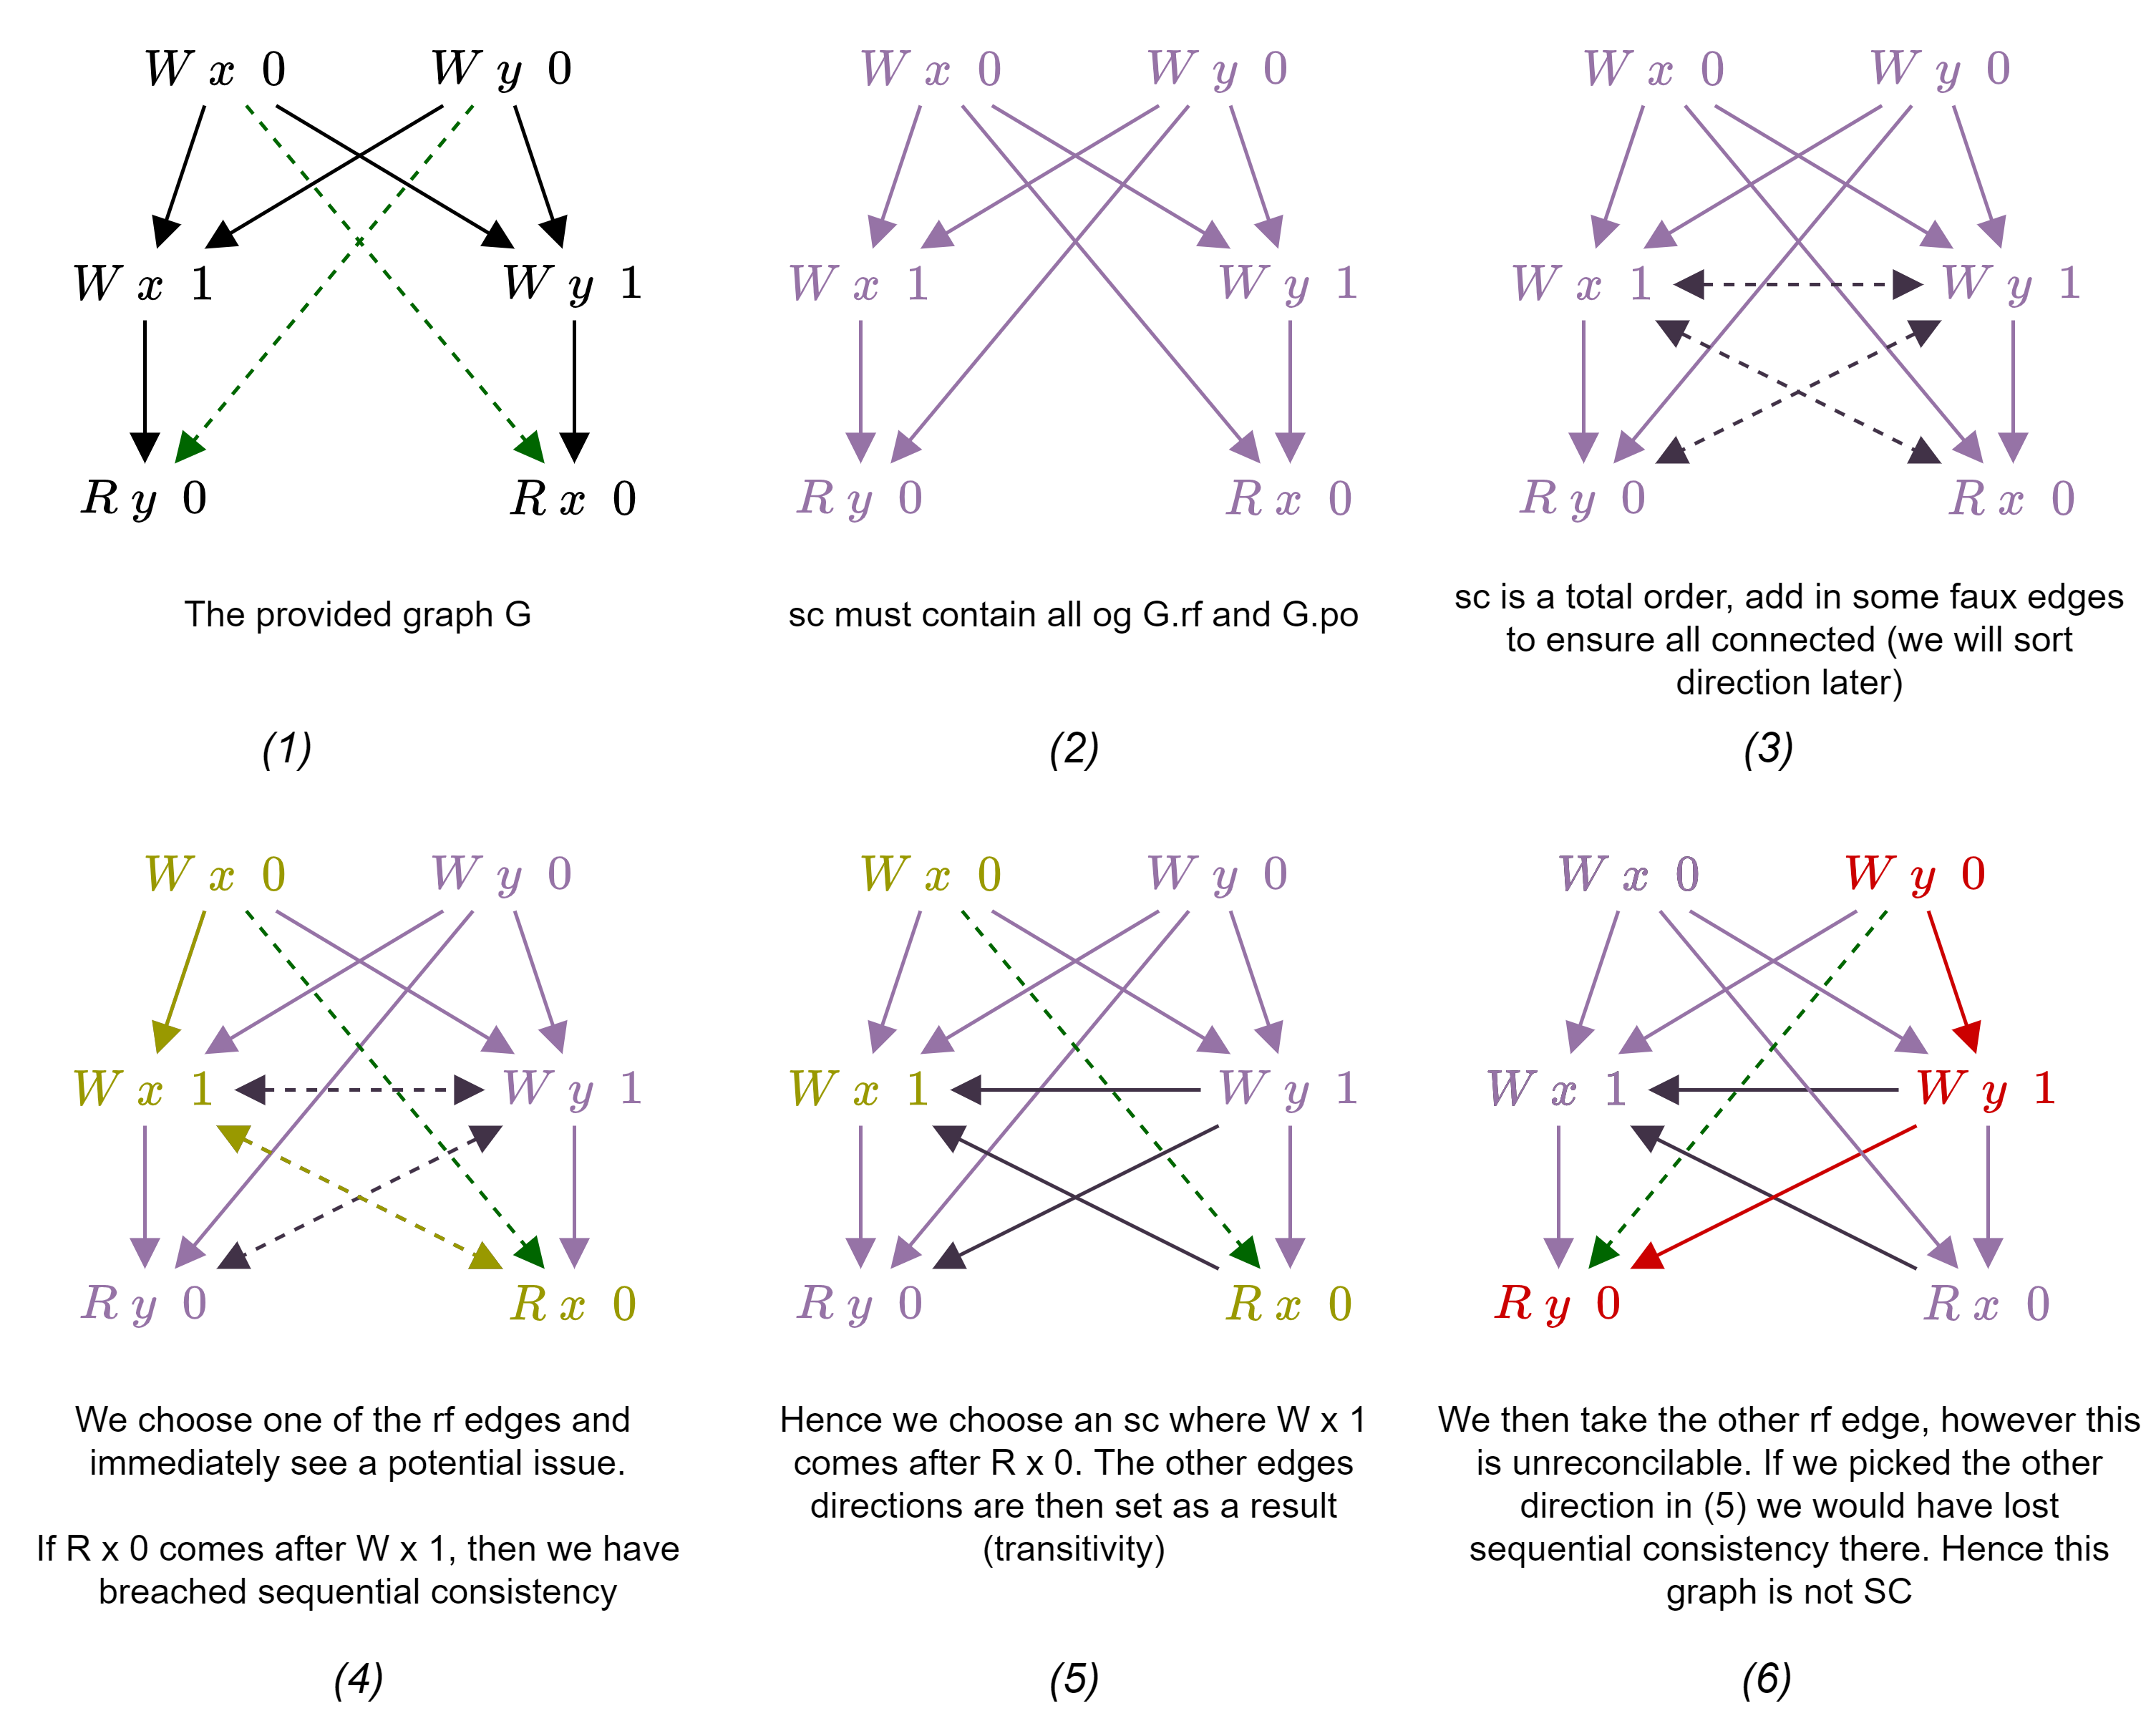 W x 0 W y 0
W x 1 W y 1
R y 0 R x 0
The provided graph G
(1)
W x 0 W y 0
W x 1 W y 1
R y 0 R x 0
sc must contain all og G.rf and G.po
(2)
W x 0 W y 0
W x 1 W y 1
R y 0 R x 0
sc is a total order, add in some faux edges
to ensure all connected (we will sort
direction later)
(3)
W x 0 W y 0
W x 1 W y 1
R y 0 R x 0
We choose one of the rf edges and
immediately see a potential issue.
If R x 0 comes after W x 1, then we have
breached sequential consistency
(4)
W x 0 W y 0
W x 1 W y 1
R y 0 R x 0
Hence we choose an sc where W x 1
comes after R x 0. The other edges
directions are then set as a result
(transitivity)
(5)
W x 0 W y 0
W x 1 W y 1
R y 0 R x 0
We then take the other rf edge, however this
is unreconcilable. If we picked the other
direction in (5) we would have lost
sequential consistency there. Hence this
graph is not SC
(6)